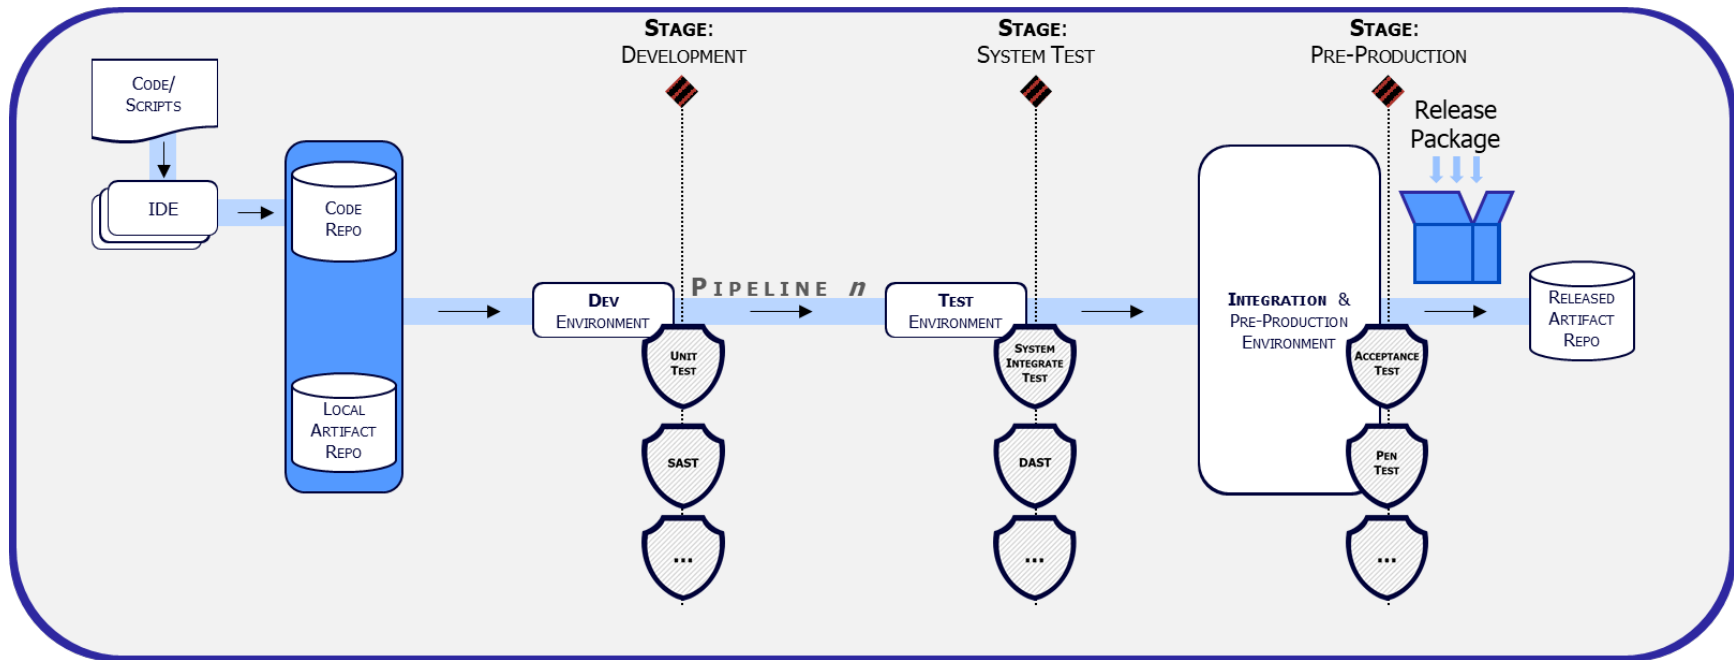 STAGE:
DEVELOPMENT
STAGE:
SYSTEM TEST
STAGE:
PRE-PRODUCTION
CODE/
SCRIPTS
IDE
CODE
REPO
LOCAL
ARTIFACT
REPO
DEV
ENVIRONMENT
PIPELINE n
TEST
ENVIRONMENT
INTEGRATION &
PRE-PRODUCTION
ENVIRONMENT
Release
Package
RELEASED
ARTIFACT
REPO
UNIT
TEST
SAST
...
SYSTEM
INTEGRATE
TEST
DAST
...
ACCEPTANCE
TEST
PEN
TEST
...